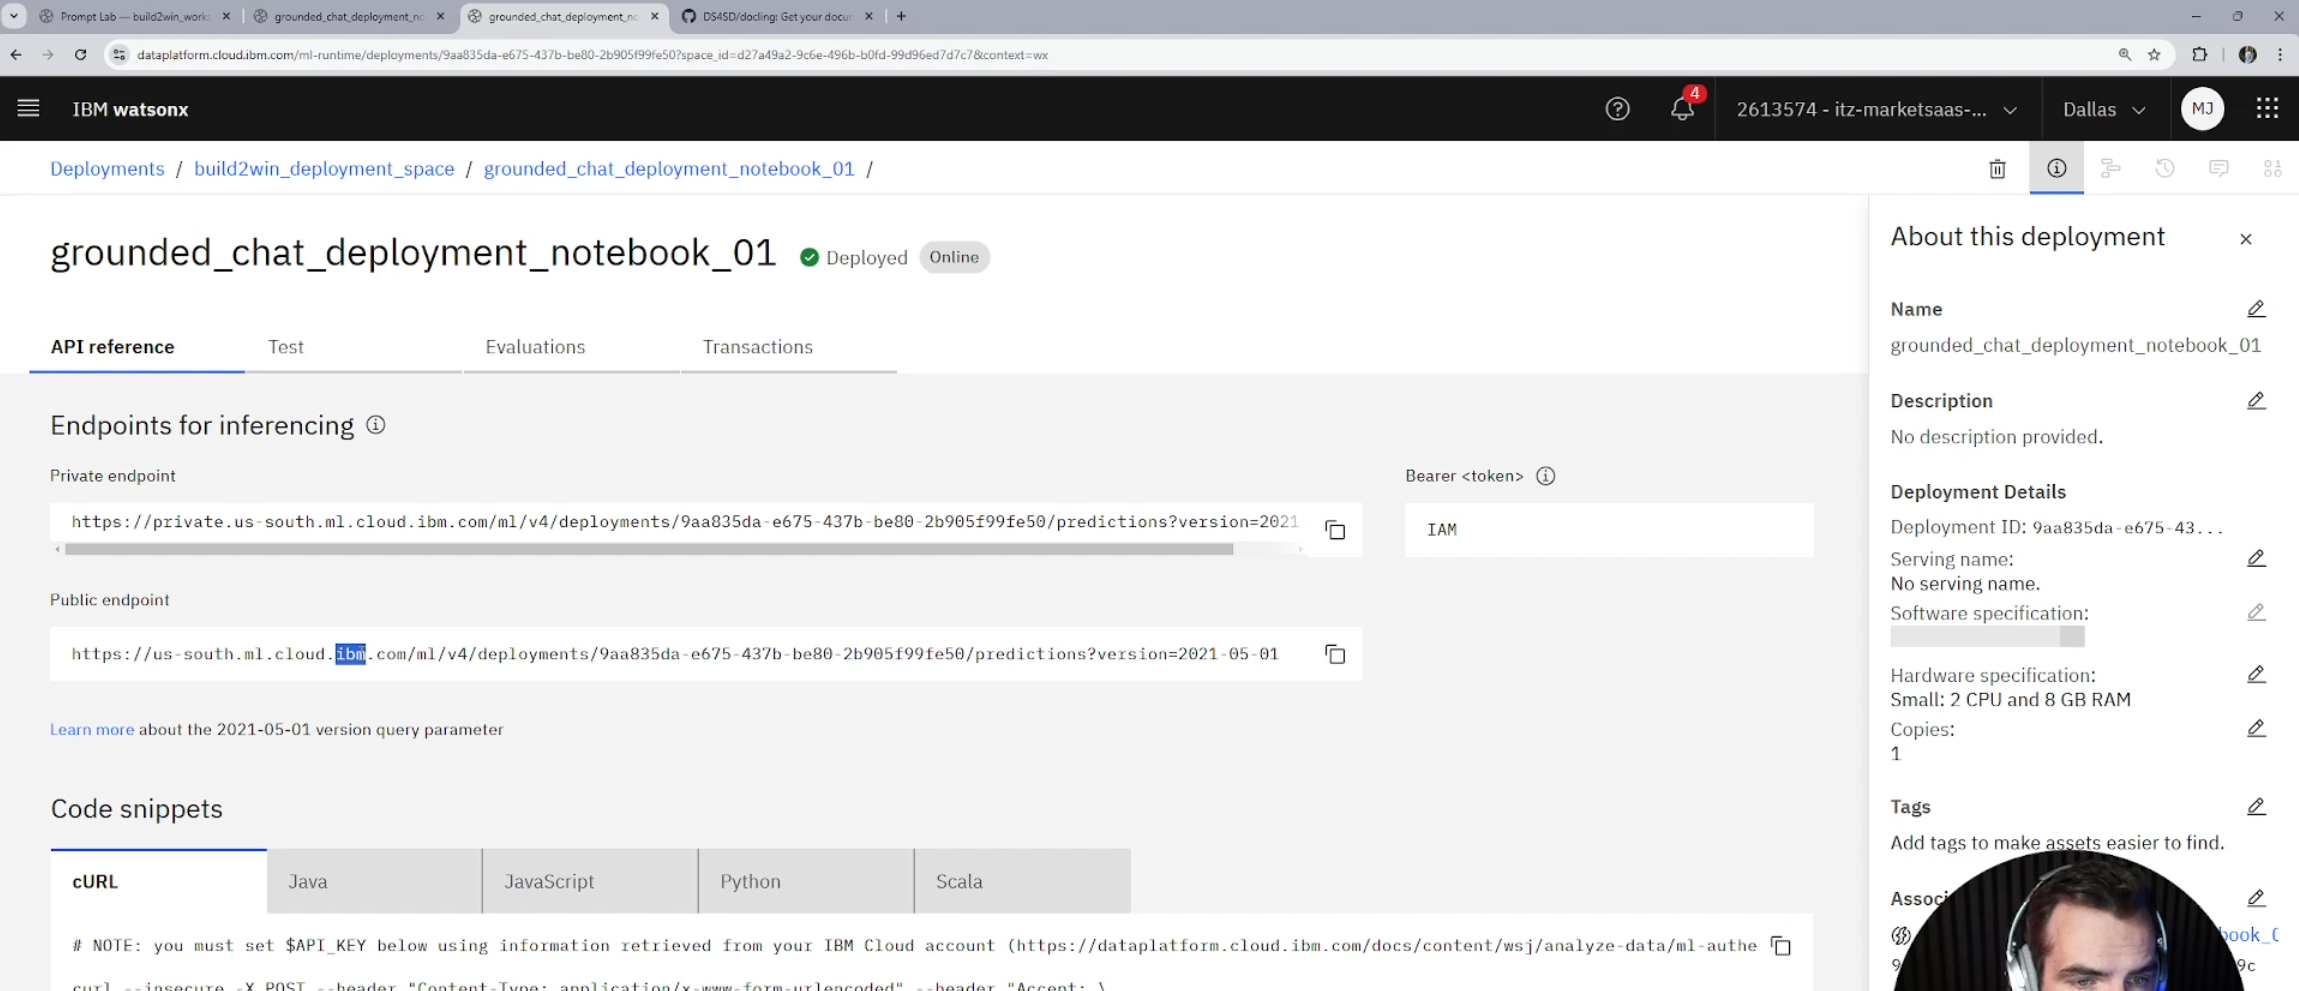 Prompt Lab — build2win_works
grounded_chat_deployment_no
grounded_chat_deployment_no
DS4SD/docling: Get your docur
dataplatform.cloud.ibm.com/ml-runtime/deployments/9aa835da-e675-437b-be80-2b905f99fe50?space_id=d27a49a2-9c6e-496b-b0fd-99d96ed7d7c7&context=wx
IBM watsonx
4
2613574 - itz-marketsaas-...
Dallas
MJ
Deployments / build2win_deployment_space / grounded_chat_deployment_notebook_01 /
grounded_chat_deployment_notebook_01
Deployed
Online
API reference
Test
Evaluations
Transactions
Endpoints for inferencing
Private endpoint
https://private.us-south.ml.cloud.ibm.com/ml/v4/deployments/9aa835da-e675-437b-be80-2b905f99fe50/predictions?version=2021-
Bearer <token>
IAM
Public endpoint
https://us-south.ml.cloud.ibm.com/ml/v4/deployments/9aa835da-e675-437b-be80-2b905f99fe50/predictions?version=2021-05-01
Learn more about the 2021-05-01 version query parameter
Code snippets
cURL
Java
JavaScript
Python
Scala
# NOTE: you must set $API_KEY below using information retrieved from your IBM Cloud account (https://dataplatform.cloud.ibm.com/docs/content/wsj/analyze-data/ml-authe
curl --insecure -X POST --header "Content-Type: application/x-www-form-urlencoded" --header "Accept: \
About this deployment
Name
grounded_chat_deployment_notebook_01
Description
No description provided.
Deployment Details
Deployment ID: 9aa835da-e675-43...
Serving name:
No serving name.
Software specification:
Hardware specification:
Small: 2 CPU and 8 GB RAM
Copies:
1
Tags
Add tags to make assets easier to find.
Associ
book_0
9
9c